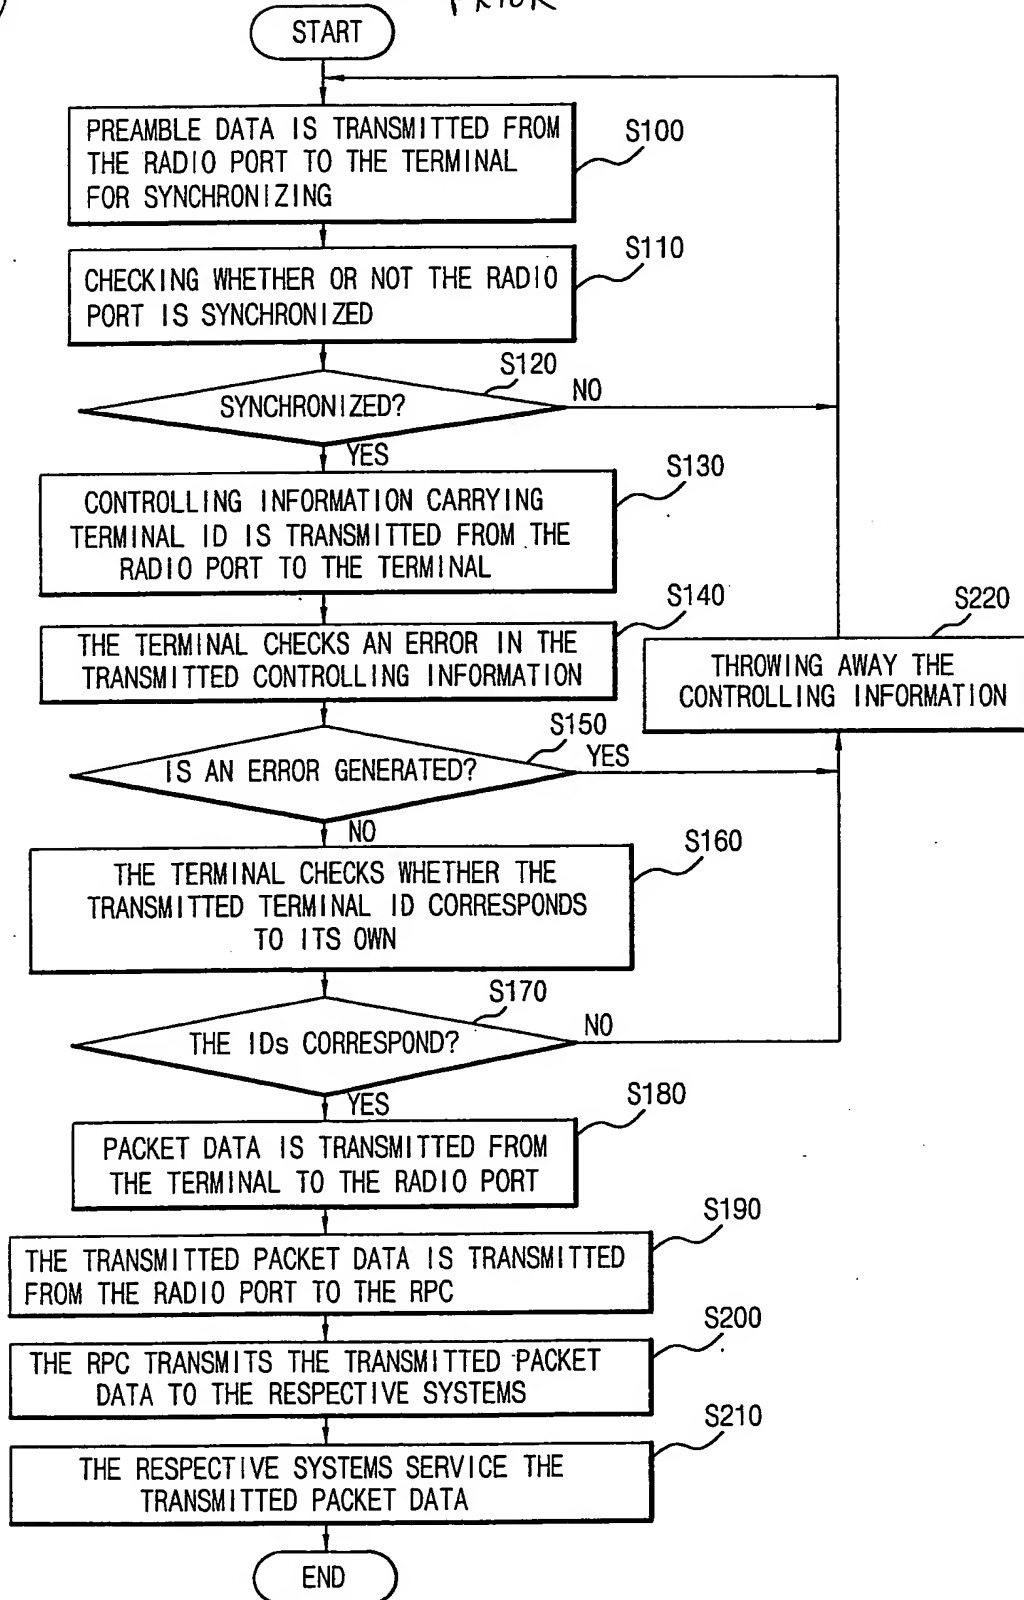 PRIOR
START
PREAMBLE DATA IS TRANSMITTED FROM
THE RADIO PORT TO THE TERMINAL
FOR SYNCHRONIZING
S100
CHECKING WHETHER OR NOT THE RADIO
PORT IS SYNCHRONIZED
S110
SYNCHRONIZED?
S120
NO
YES
CONTROLLING INFORMATION CARRYING
TERMINAL ID IS TRANSMITTED FROM THE
RADIO PORT TO THE TERMINAL
S130
THE TERMINAL CHECKS AN ERROR IN THE
TRANSMITTED CONTROLLING INFORMATION
S140
THROWING AWAY THE
CONTROLLING INFORMATION
S220
IS AN ERROR GENERATED?
S150
YES
NO
THE TERMINAL CHECKS WHETHER THE
TRANSMITTED TERMINAL ID CORRESPONDS
TO ITS OWN
S160
THE IDs CORRESPOND?
S170
NO
YES
PACKET DATA IS TRANSMITTED FROM
THE TERMINAL TO THE RADIO PORT
S180
THE TRANSMITTED PACKET DATA IS TRANSMITTED
FROM THE RADIO PORT TO THE RPC
S190
THE RPC TRANSMITS THE TRANSMITTED PACKET
DATA TO THE RESPECTIVE SYSTEMS
S200
THE RESPECTIVE SYSTEMS SERVICE THE
TRANSMITTED PACKET DATA
S210
END